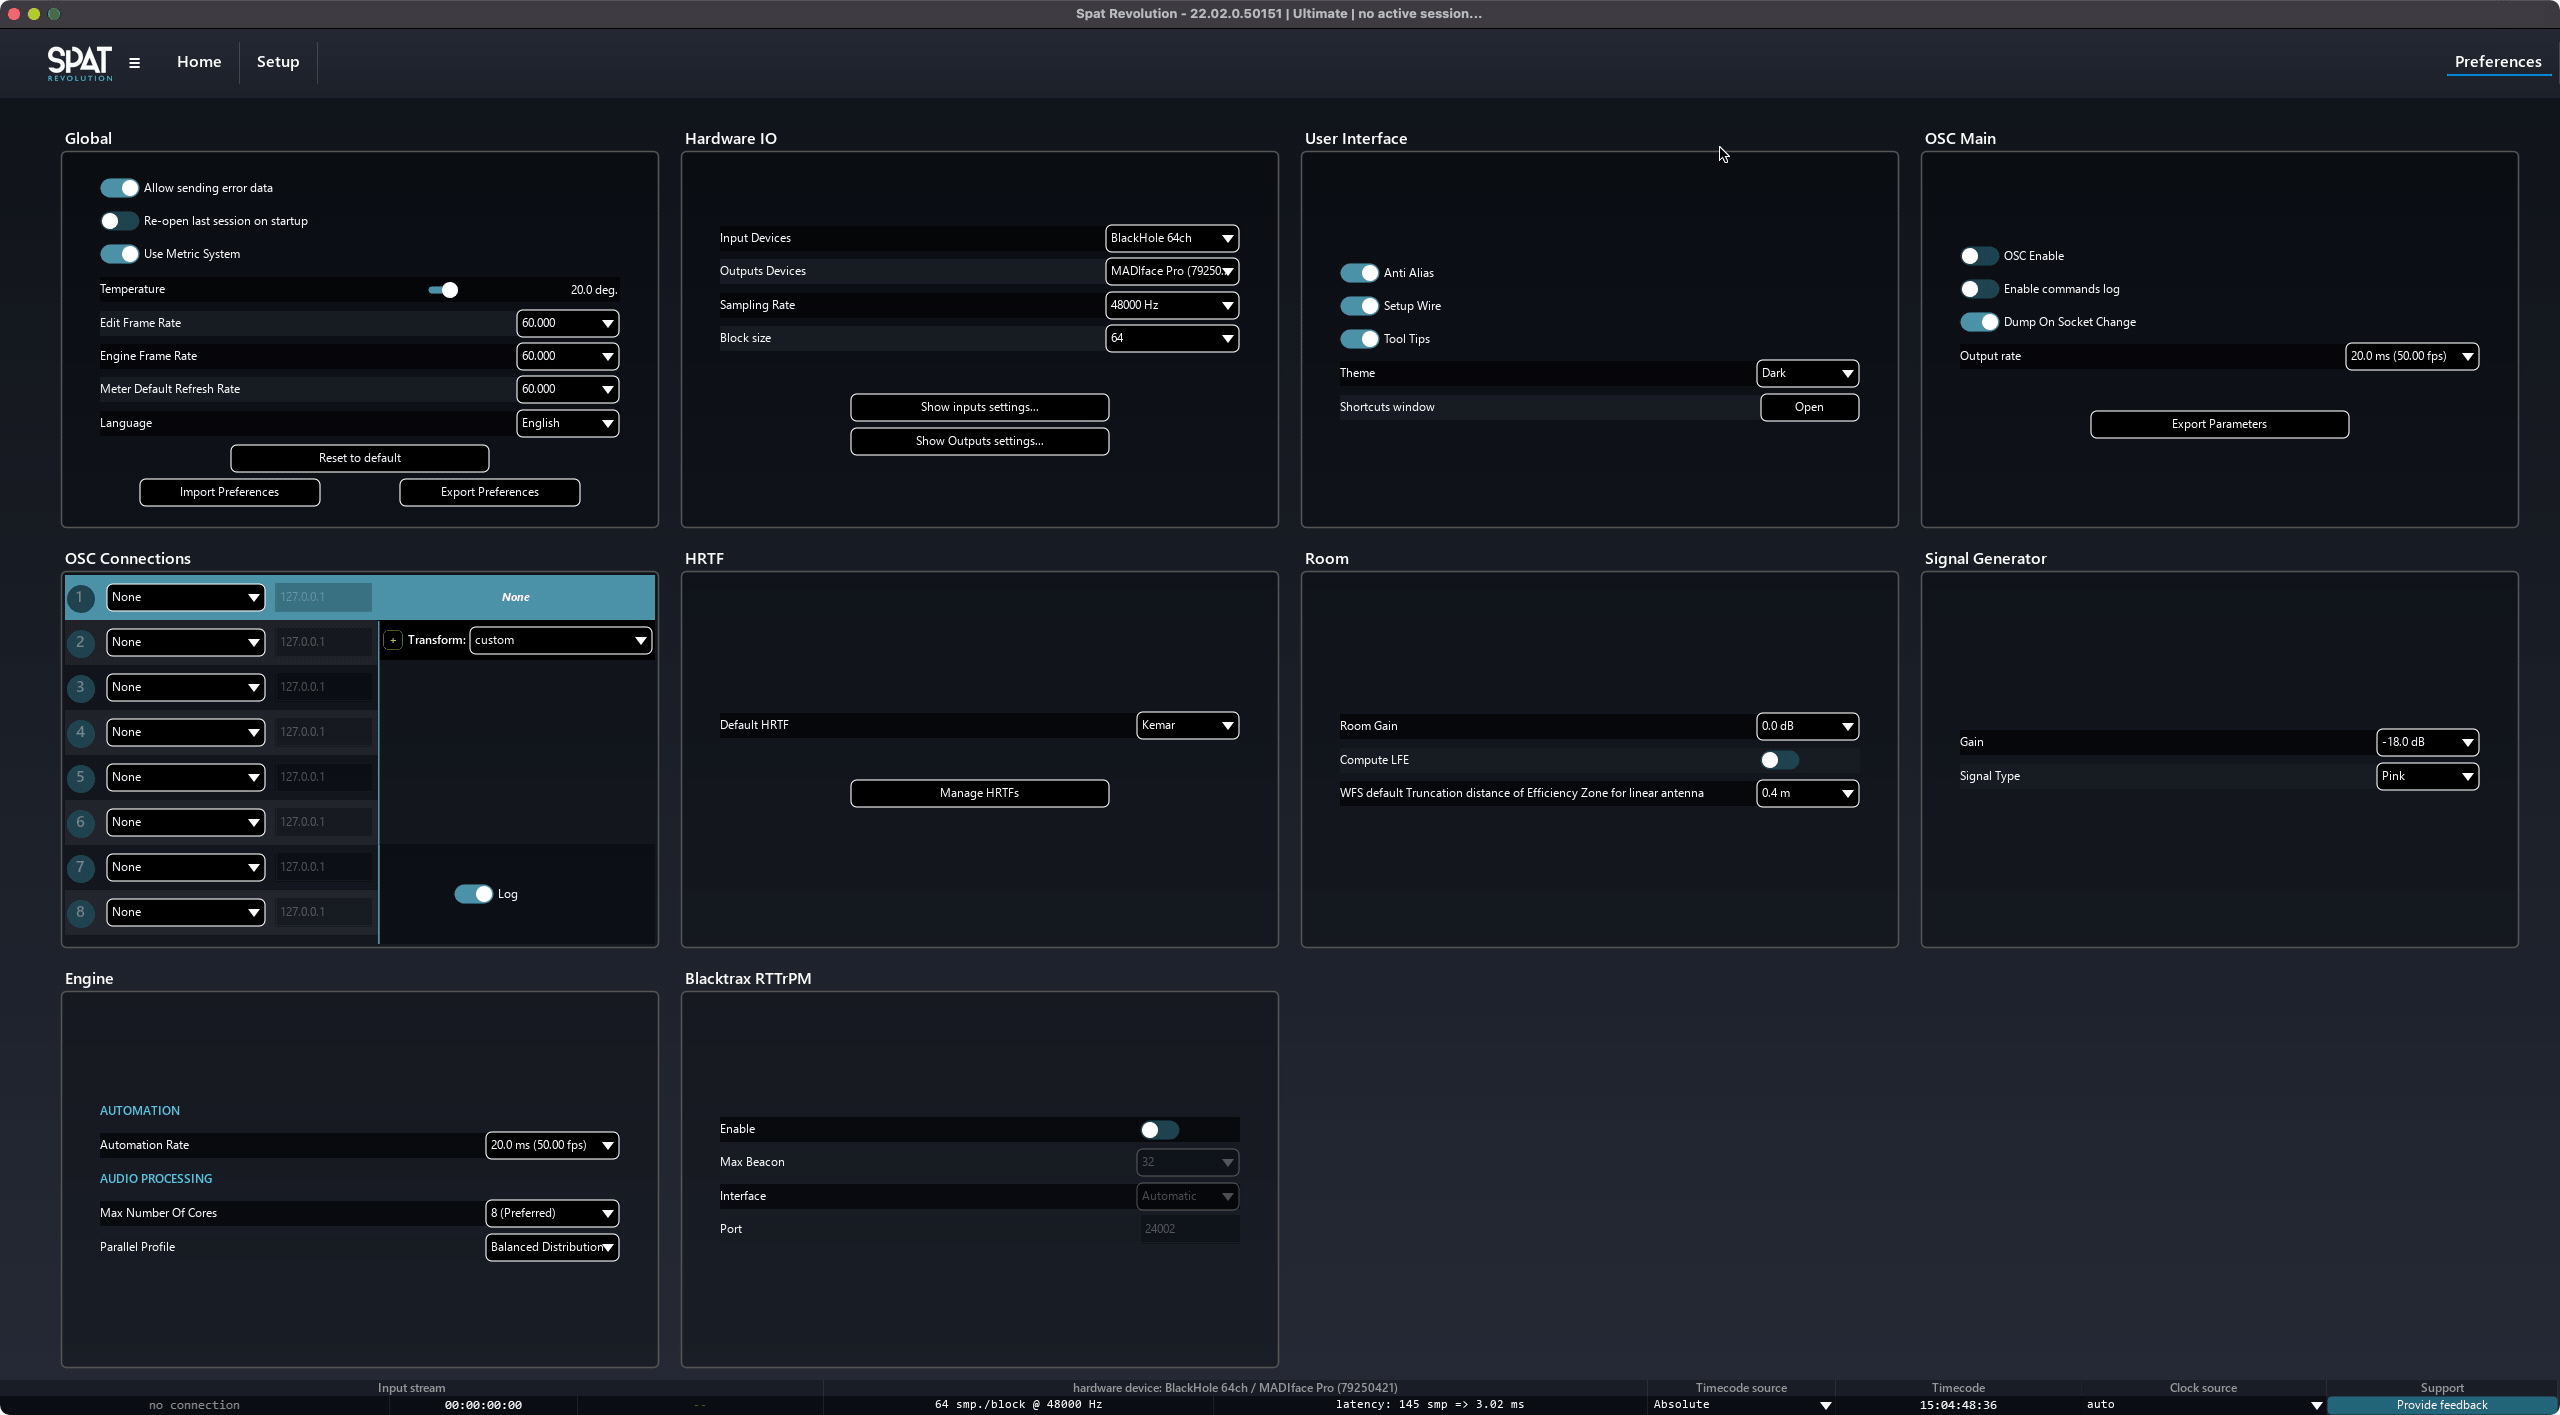 Spat Revolution - 22.02.0.50151 | Ultimate | no active session...
SPAT
REVOLUTION
Home
Setup
Preferences
Global
Allow sending error data
Re-open last session on startup
Use Metric System
Temperature 20.0 deg.
Edit Frame Rate 60.000
Engine Frame Rate 60.000
Meter Default Refresh Rate 60.000
Language English
Reset to default
Import Preferences Export Preferences
Hardware IO
Input Devices BlackHole 64ch
Outputs Devices MADIface Pro (79250...
Sampling Rate 48000 Hz
Block size 64
Show inputs settings...
Show Outputs settings...
User Interface
Anti Alias
Setup Wire
Tool Tips
Theme Dark
Shortcuts window Open
OSC Main
OSC Enable
Enable commands log
Dump On Socket Change
Output rate 20.0 ms (50.00 fps)
Export Parameters
OSC Connections
1 None 127.0.0.1 None
2 None 127.0.0.1 + Transform: custom
3 None 127.0.0.1
4 None 127.0.0.1
5 None 127.0.0.1
6 None 127.0.0.1
7 None 127.0.0.1
Log
8 None 127.0.0.1
HRTF
Default HRTF Kemar
Manage HRTFs
Room
Room Gain 0.0 dB
Compute LFE
WFS default Truncation distance of Efficiency Zone for linear antenna 0.4 m
Signal Generator
Gain -18.0 dB
Signal Type Pink
Engine
AUTOMATION
Automation Rate 20.0 ms (50.00 fps)
AUDIO PROCESSING
Max Number Of Cores 8 (Preferred)
Parallel Profile Balanced Distribution
Blacktrax RTTrPM
Enable
Max Beacon 32
Interface Automatic
Port 24002
Input stream hardware device: BlackHole 64ch / MADIface Pro (79250421) Timecode source Timecode Clock source Support
no connection 00:00:00:00 -- 64 smp./block @ 48000 Hz latency: 145 smp => 3.02 ms Absolute 15:04:48:36 auto Provide feedback